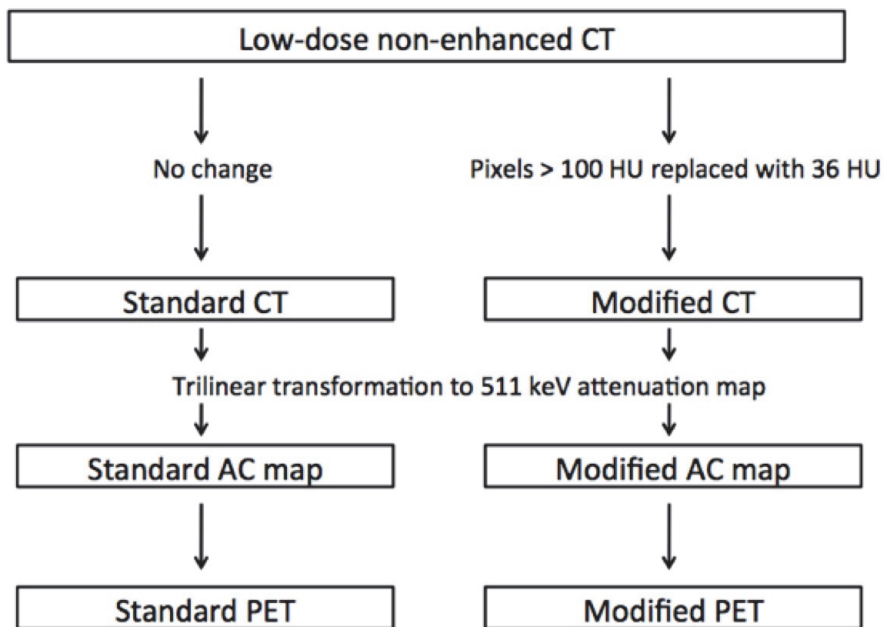 Low-dose non-enhanced CT
No change
Pixels > 100 HU replaced with 36 HU
Standard CT
Modified CT
Trilinear transformation to 511 keV attenuation map
Standard AC map
Modified AC map
Standard PET
Modified PET